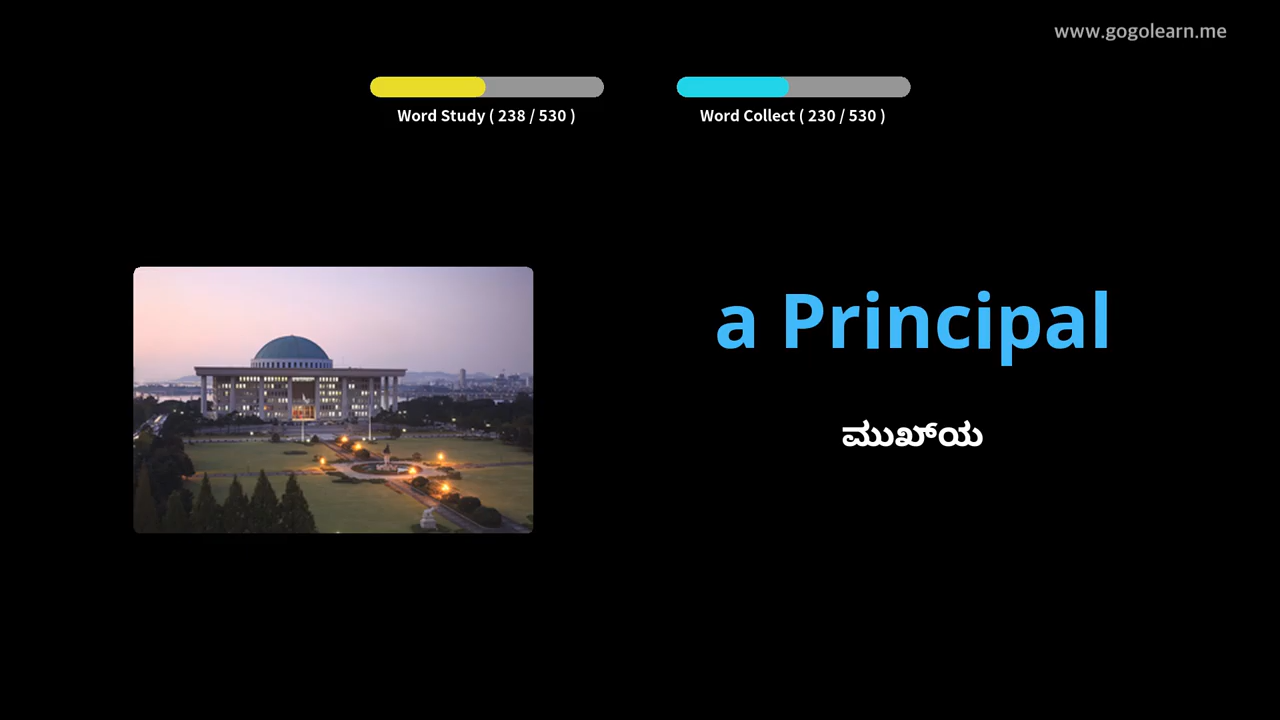 www.gogolearn.me
Word Study ( 238 / 530 )
Word Collect ( 230 / 530 )
a Principal
ಮುಖ್ಯ